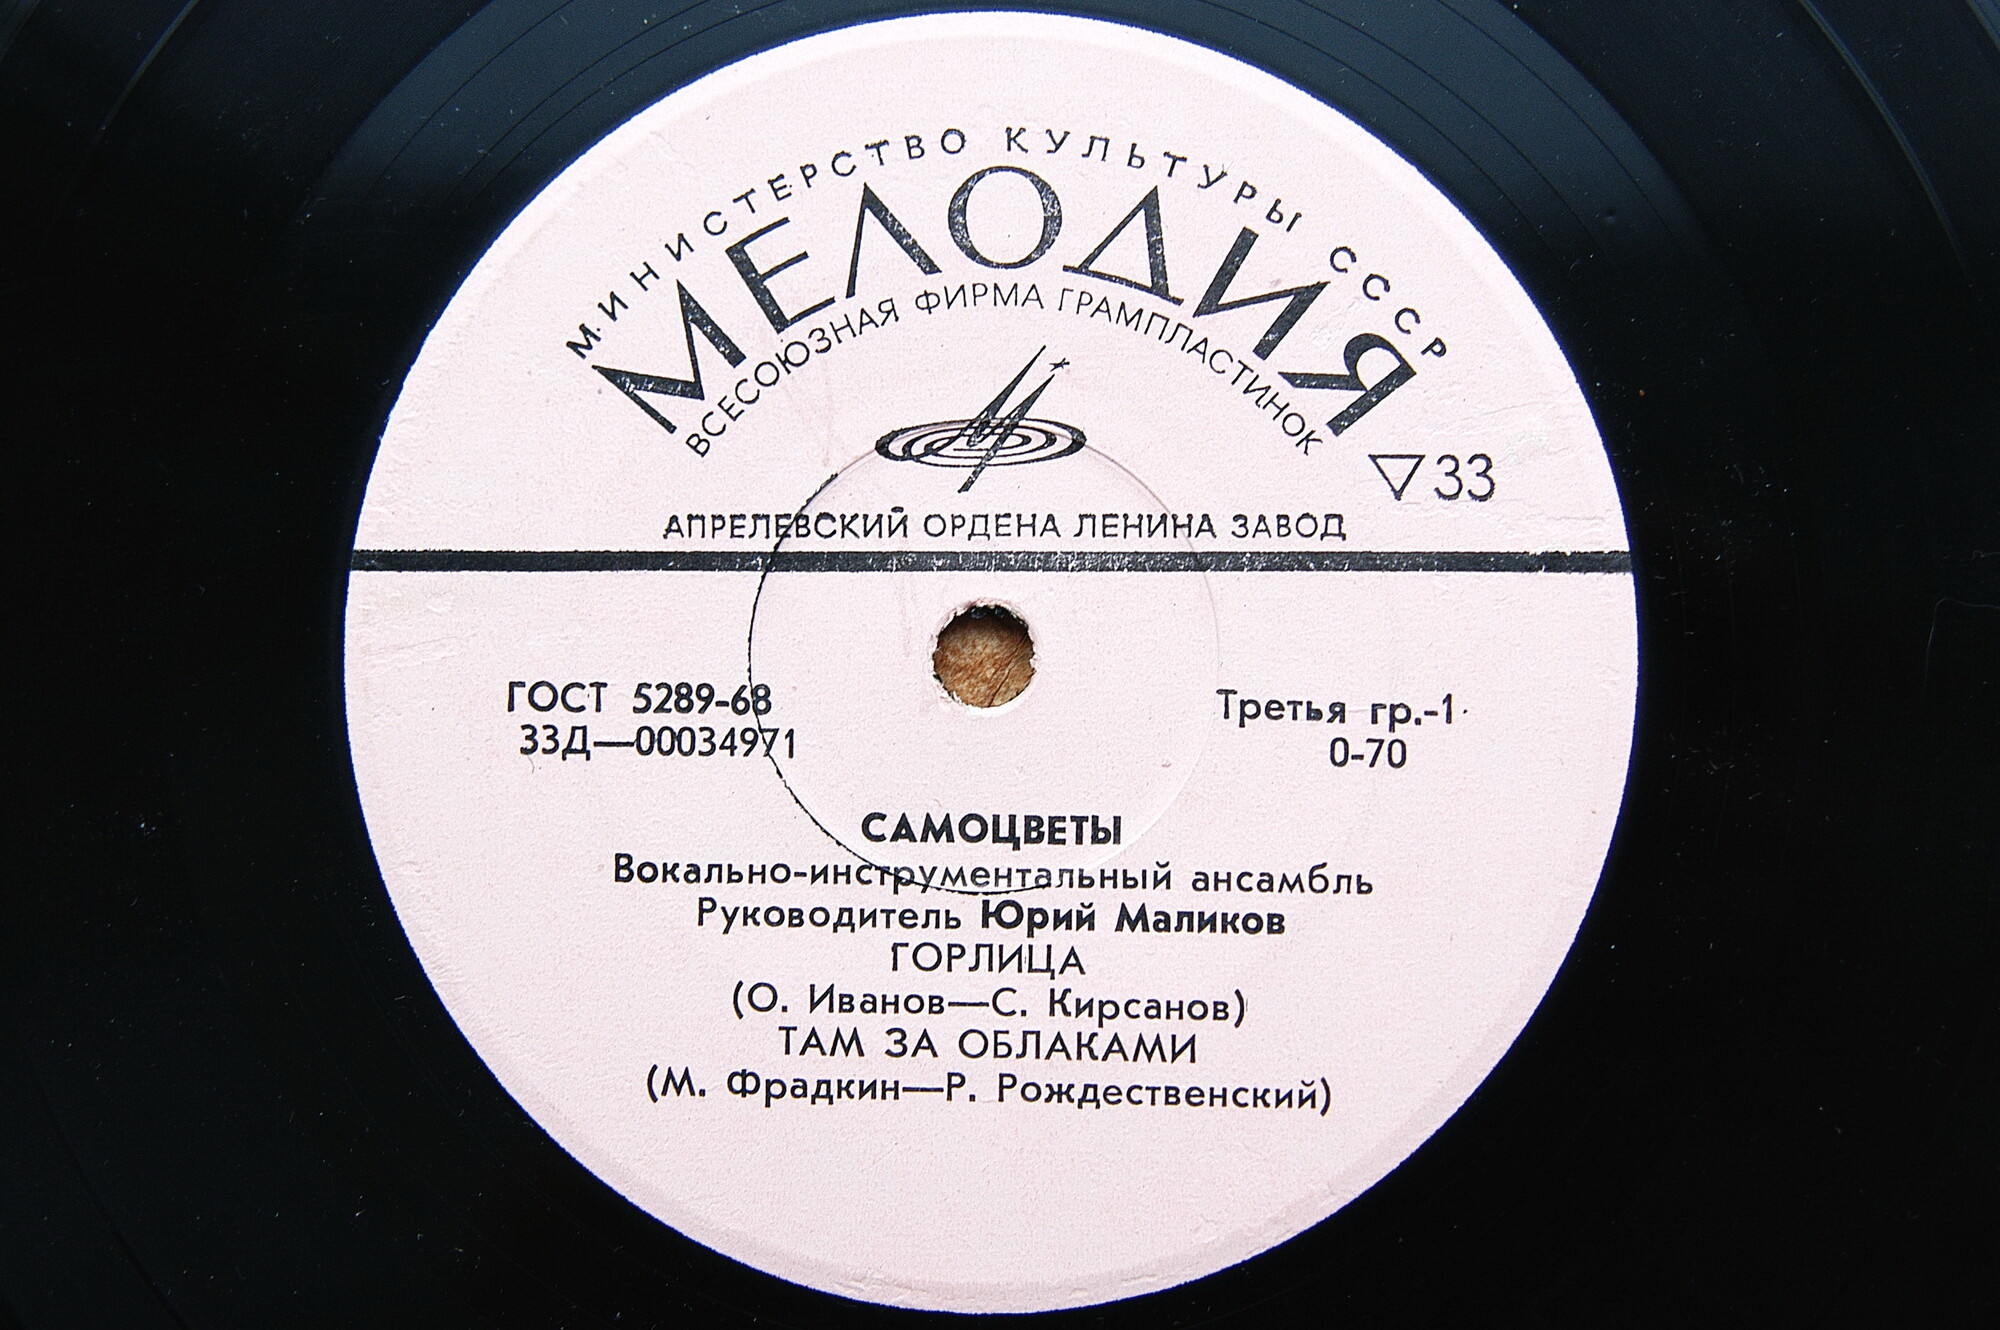 МИНИСТЕРСТВО КУЛЬТУРЫ СССР
МЕЛОДИЯ
ВСЕСОЮЗНАЯ ФИРМА ГРАМПЛАСТИНОК
▽33
АПРЕЛЕВСКИЙ ОРДЕНА ЛЕНИНА ЗАВОД
ГОСТ 5289-68
33Д—00034971
Третья гр.-1
0-70
САМОЦВЕТЫ
Вокально-инструментальный ансамбль
Руководитель Юрий Маликов
ГОРЛИЦА
(О. Иванов—С. Кирсанов)
ТАМ ЗА ОБЛАКАМИ
(М. Фрадкин—Р. Рождественский)